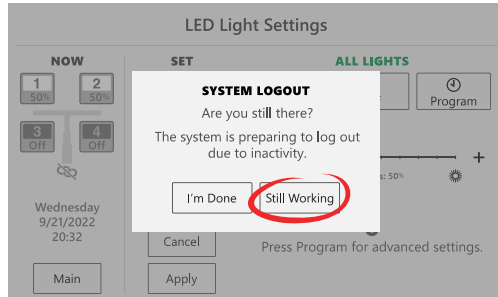 LED Light Settings
NOW
SET
ALL LIGHTS
1
50%
2
50%
3
Off
4
Off
Wednesday
9/21/2022
20:32
Main
SYSTEM LOGOUT
Are you still there?
The system is preparing to log out
due to inactivity.
I'm Done
Still Working
Cancel
Apply
Program
s: 50%
+
Press Program for advanced settings.